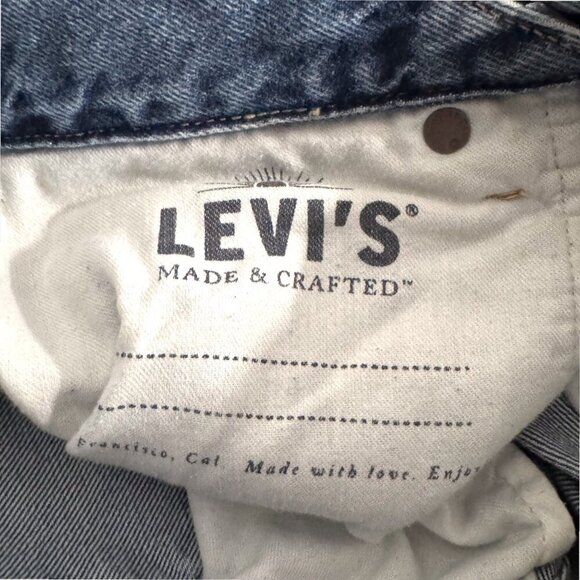 LEVI'S®
MADE & CRAFTED™
Francisco, Cal. Made with love. Enjoy